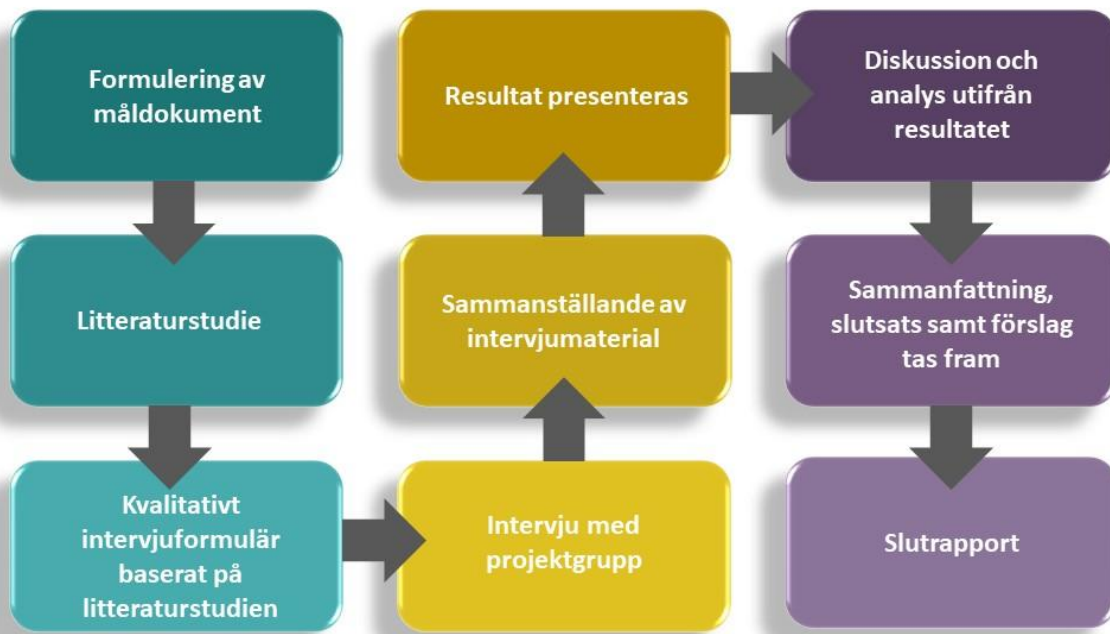 Formulering av
måldokument
Litteraturstudie
Kvalitativt
intervjuformulär
baserat på
litteraturstudien
Intervju med
projektgrupp
Sammanställande av
intervjumaterial
Resultat presenteras
Diskussion och
analys utifrån
resultatet
Sammanfattning,
slutsats samt förslag
tas fram
Slutrapport